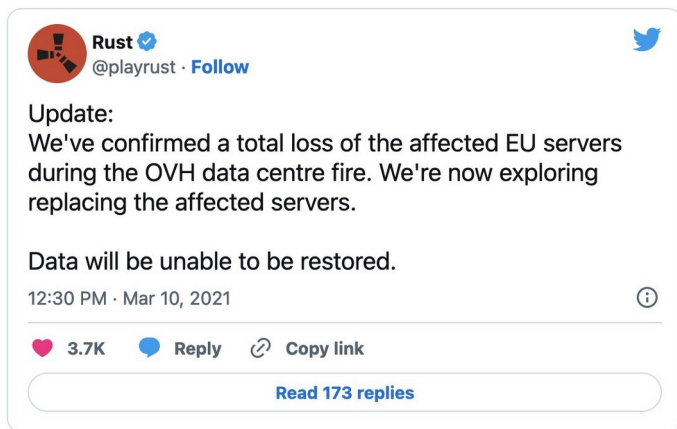 Rust
@playrust · Follow
Update:
We've confirmed a total loss of the affected EU servers
during the OVH data centre fire. We're now exploring
replacing the affected servers.
Data will be unable to be restored.
12:30 PM · Mar 10, 2021
3.7K Reply Copy link
Read 173 replies